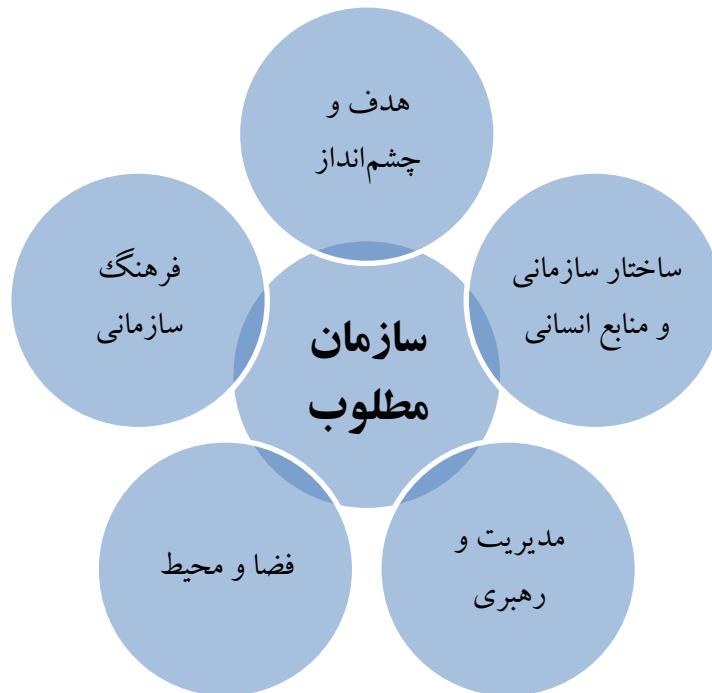 هدف و
چشم‌انداز
ساختار سازمانی
و منابع انسانی
مدیریت و
رهبری
فضا و محیط
فرهنگ
سازمانی
سازمان
مطلوب